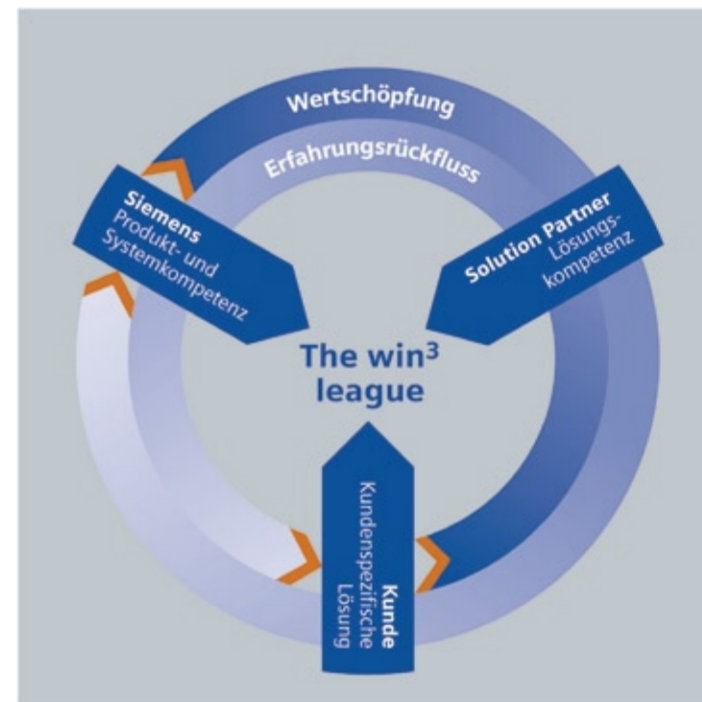 Wertschöpfung
Erfahrungsrückfluss
Siemens
Produkt- und
Systemkompetenz
Solution Partner
Lösungs-
kompetenz
The win³
league
Kunde
Kundenspezifische
Lösung